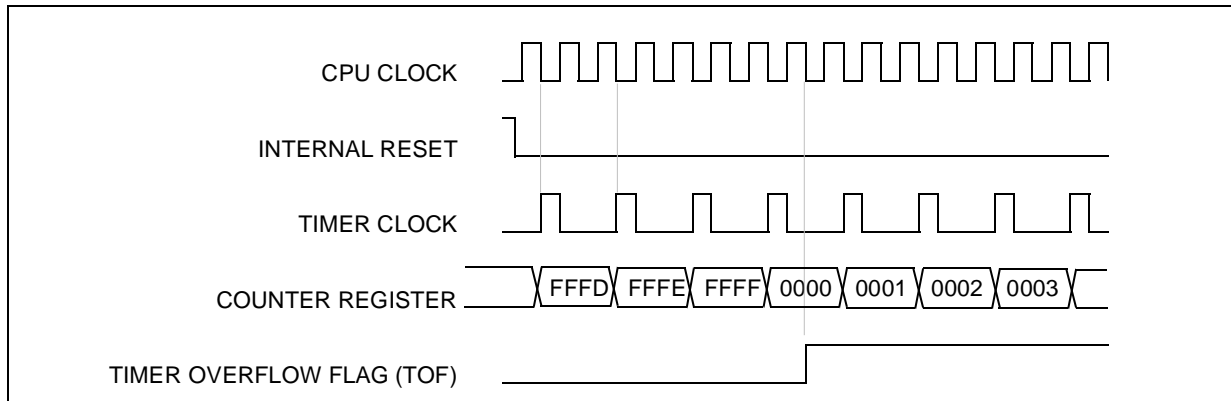 CPU CLOCK
INTERNAL RESET
TIMER CLOCK
COUNTER REGISTER FFFD FFFE FFFF 0000 0001 0002 0003
TIMER OVERFLOW FLAG (TOF)